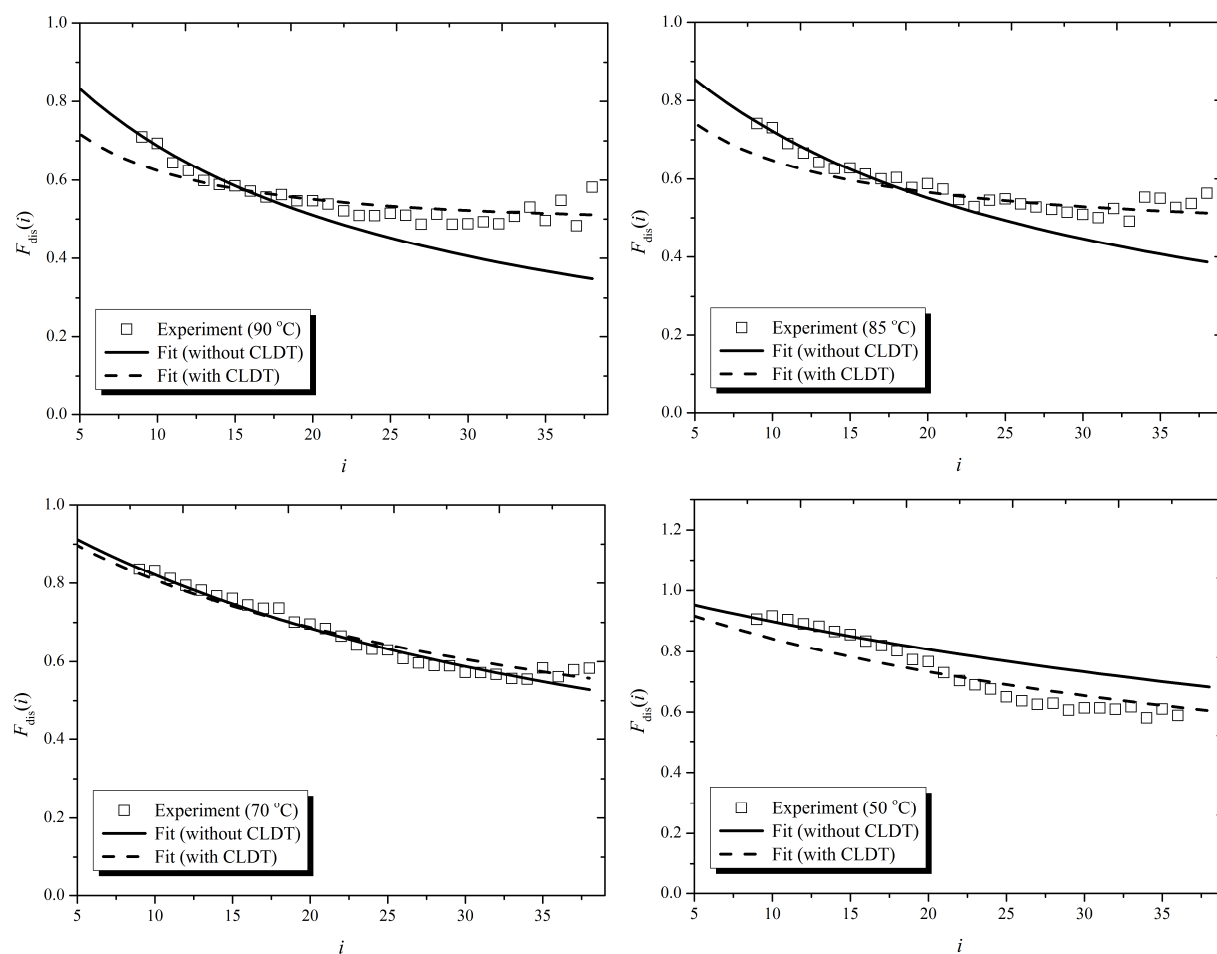 1.0
0.8
0.6
0.4
0.2
0.0
F_dis(i)
Experiment (90 °C)
Fit (without CLDT)
Fit (with CLDT)
5 10 15 20 25 30 35
i
1.0
0.8
0.6
0.4
0.2
0.0
F_dis(i)
Experiment (85 °C)
Fit (without CLDT)
Fit (with CLDT)
5 10 15 20 25 30 35
i
1.0
0.8
0.6
0.4
0.2
0.0
F_dis(i)
Experiment (70 °C)
Fit (without CLDT)
Fit (with CLDT)
5 10 15 20 25 30 35
i
1.2
1.0
0.8
0.6
0.4
0.2
0.0
F_dis(i)
Experiment (50 °C)
Fit (without CLDT)
Fit (with CLDT)
5 10 15 20 25 30 35
i